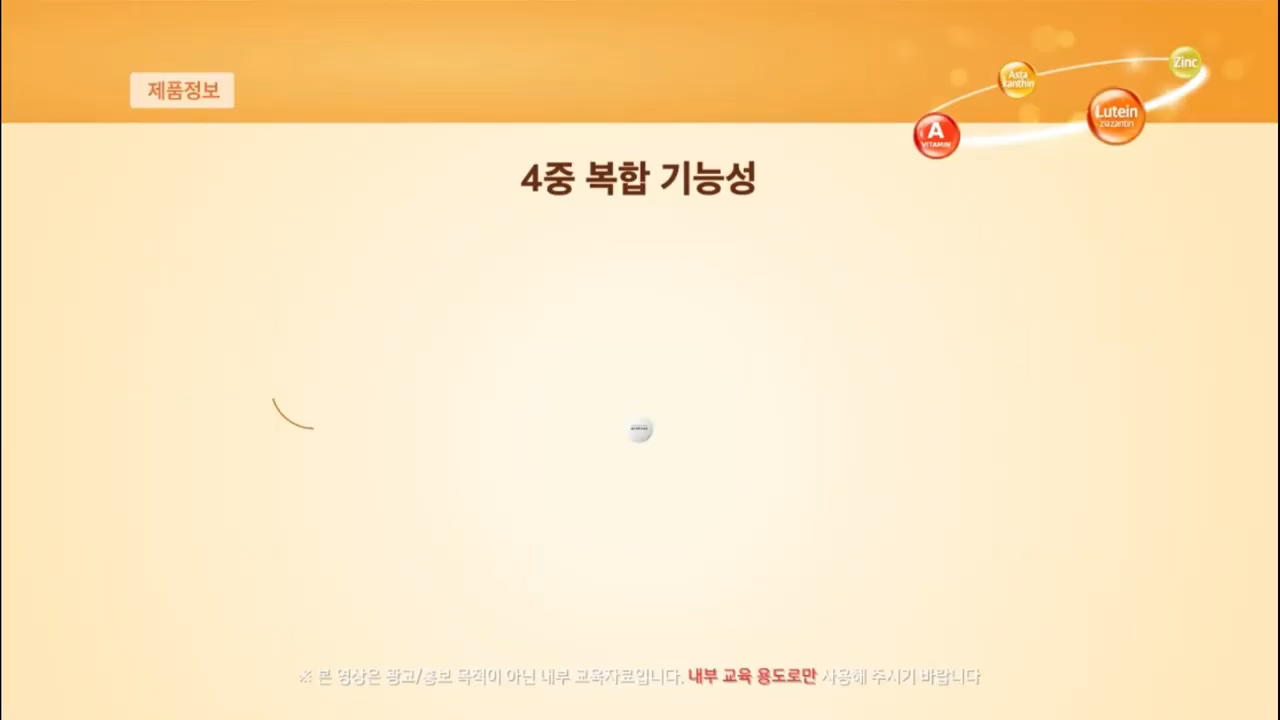 제품정보
Asta
xanthin
Zinc
Lutein
ziazantin
A
VITAMIN
4중 복합 기능성
※ 본 영상은 광고/홍보 목적이 아닌 내부 교육자료입니다. 내부 교육 용도로만 사용해 주시기 바랍니다